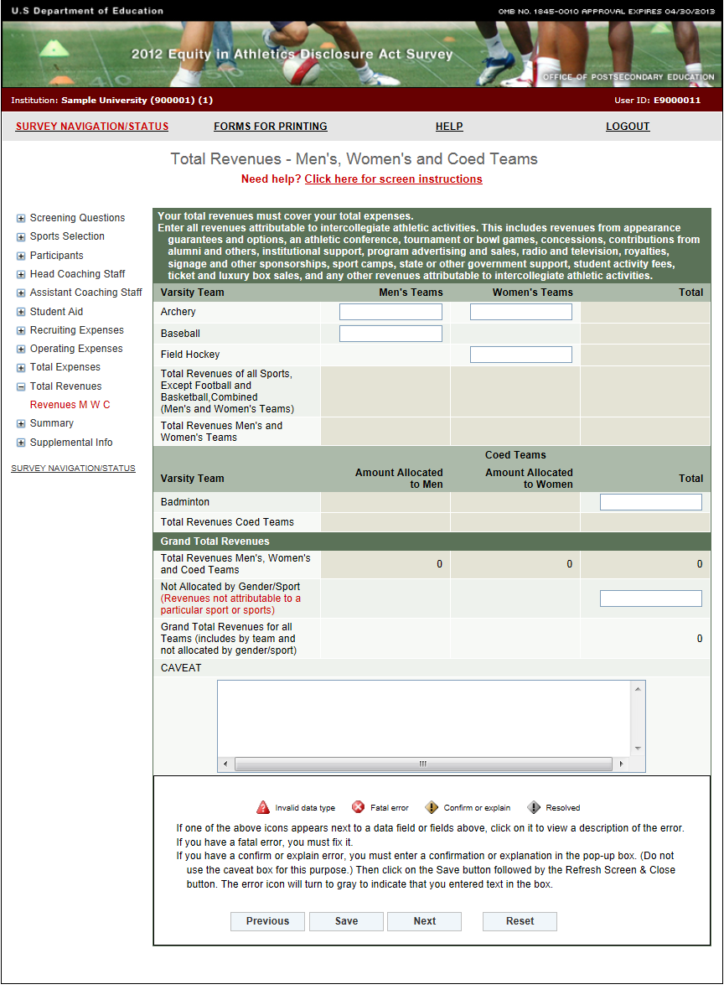 U.S Department of Education
OMB NO. 1845-0010 APPROVAL EXPIRES 04/30/2013
2012 Equity in Athletics Disclosure Act Survey
OFFICE OF POSTSECONDARY EDUCATION
Institution: Sample University (900001) (1)
User ID: E9000011
SURVEY NAVIGATION/STATUS
FORMS FOR PRINTING
HELP
LOGOUT
Total Revenues - Men's, Women's and Coed Teams
Need help? Click here for screen instructions
Screening Questions
Sports Selection
Participants
Head Coaching Staff
Assistant Coaching Staff
Student Aid
Recruiting Expenses
Operating Expenses
Total Expenses
Total Revenues
Revenues M W C
Summary
Supplemental Info
SURVEY NAVIGATION/STATUS
Your total revenues must cover your total expenses.
Enter all revenues attributable to intercollegiate athletic activities. This includes revenues from appearance
guarantees and options, an athletic conference, tournament or bowl games, concessions, contributions from
alumni and others, institutional support, program advertising and sales, radio and television, royalties,
signage and other sponsorships, sport camps, state or other government support, student activity fees,
ticket and luxury box sales, and any other revenues attributable to intercollegiate athletic activities.
Varsity Team Men's Teams Women's Teams Total
Archery
Baseball
Field Hockey
Total Revenues of all Sports,
Except Football and
Basketball,Combined
(Men's and Women's Teams)
Total Revenues Men's and
Women's Teams
Coed Teams
Varsity Team
Amount Allocated
to Men
Amount Allocated
to Women
Total
Badminton
Total Revenues Coed Teams
Grand Total Revenues
Total Revenues Men's, Women's
and Coed Teams
0 0 0
Not Allocated by Gender/Sport
(Revenues not attributable to a
particular sport or sports)
Grand Total Revenues for all
Teams (includes by team and
not allocated by gender/sport)
0
CAVEAT
Invalid data type Fatal error Confirm or explain Resolved
If one of the above icons appears next to a data field or fields above, click on it to view a description of the error.
If you have a fatal error, you must fix it.
If you have a confirm or explain error, you must enter a confirmation or explanation in the pop-up box. (Do not
use the caveat box for this purpose.) Then click on the Save button followed by the Refresh Screen & Close
button. The error icon will turn to gray to indicate that you entered text in the box.
Previous Save Next Reset